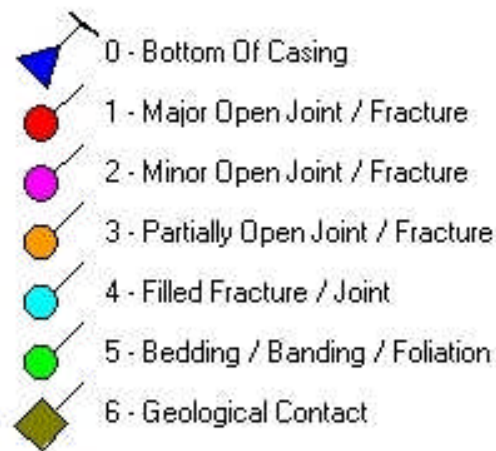 0 - Bottom Of Casing
1 - Major Open Joint / Fracture
2 - Minor Open Joint / Fracture
3 - Partially Open Joint / Fracture
4 - Filled Fracture / Joint
5 - Bedding / Banding / Foliation
6 - Geological Contact